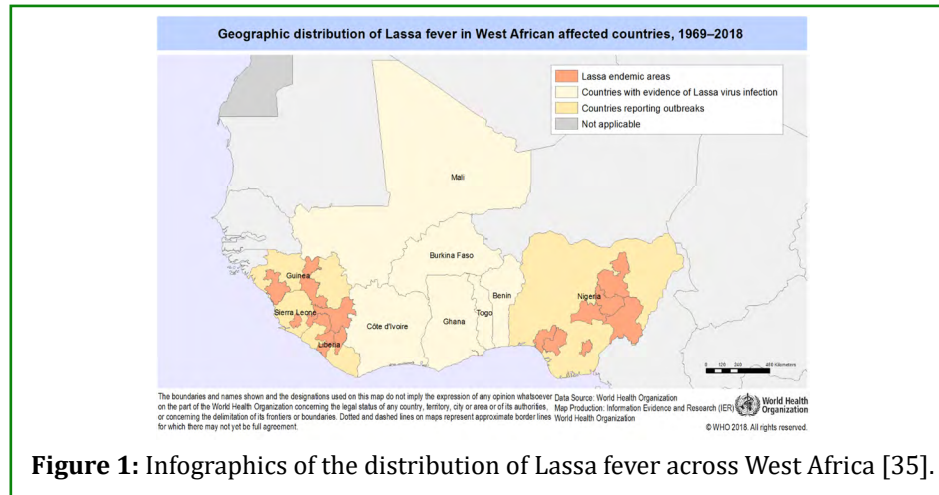 Geographic distribution of Lassa fever in West African affected countries, 1969–2018
Lassa endemic areas
Countries with evidence of Lassa virus infection
Countries reporting outbreaks
Not applicable
Mali
Burkina Faso
Guinea
Benin
Nigeria
Sierra Leone
Togo
Côte d'Ivoire
Ghana
Liberia
0 120 240 480 Kilometers
The boundaries and names shown and the designations used on this map do not imply the expression of any opinion whatsoever
on the part of the World Health Organization concerning the legal status of any country, territory, city or area or of its authorities,
or concerning the delimitation of its frontiers or boundaries. Dotted and dashed lines on maps represent approximate border lines
for which there may not yet be full agreement.
Data Source: World Health Organization
Map Production: Information Evidence and Research (IER)
World Health Organization
World Health
Organization
© WHO 2018. All rights reserved.
Figure 1: Infographics of the distribution of Lassa fever across West Africa [35].